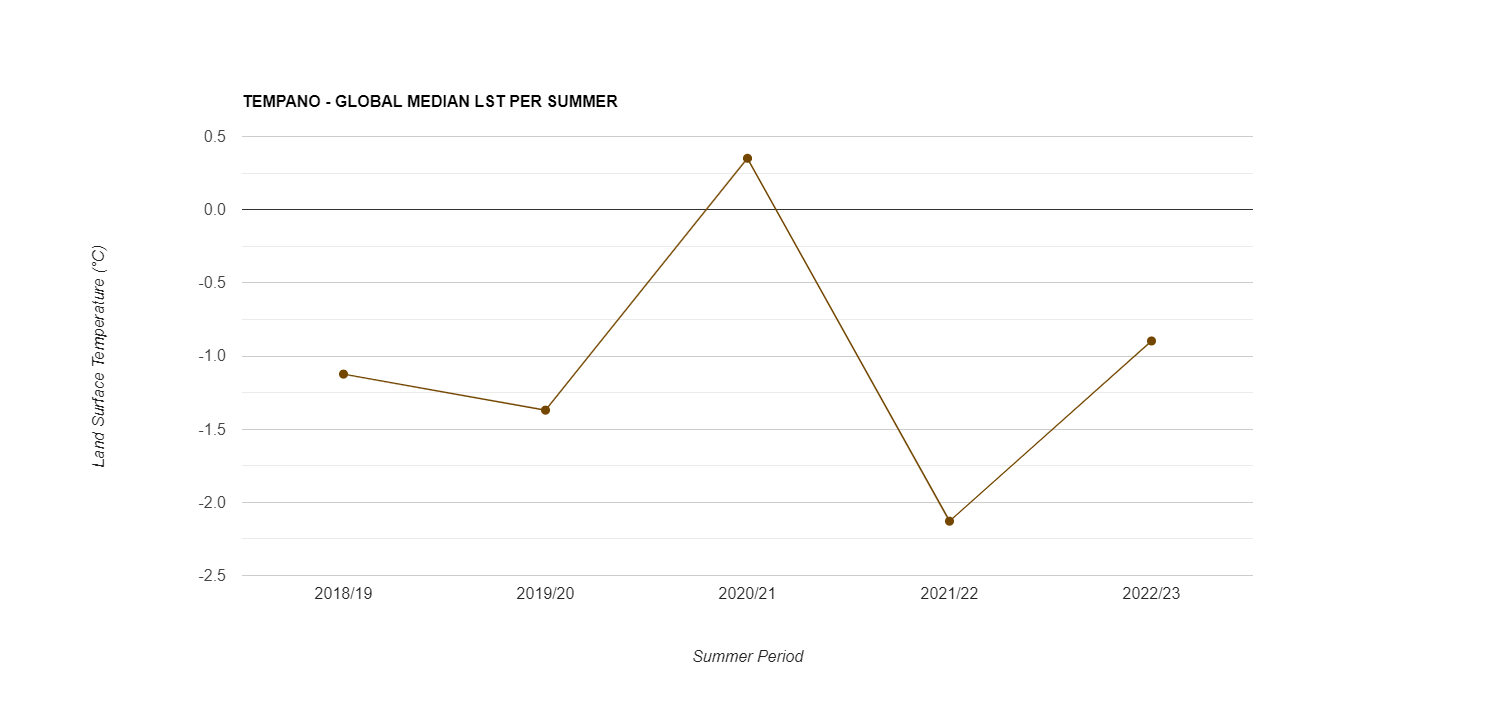 TEMPANO - GLOBAL MEDIAN LST PER SUMMER
0.5
0.0
-0.5
-1.0
-1.5
-2.0
-2.5
Land Surface Temperature (°C)
2018/19 2019/20 2020/21 2021/22 2022/23
Summer Period